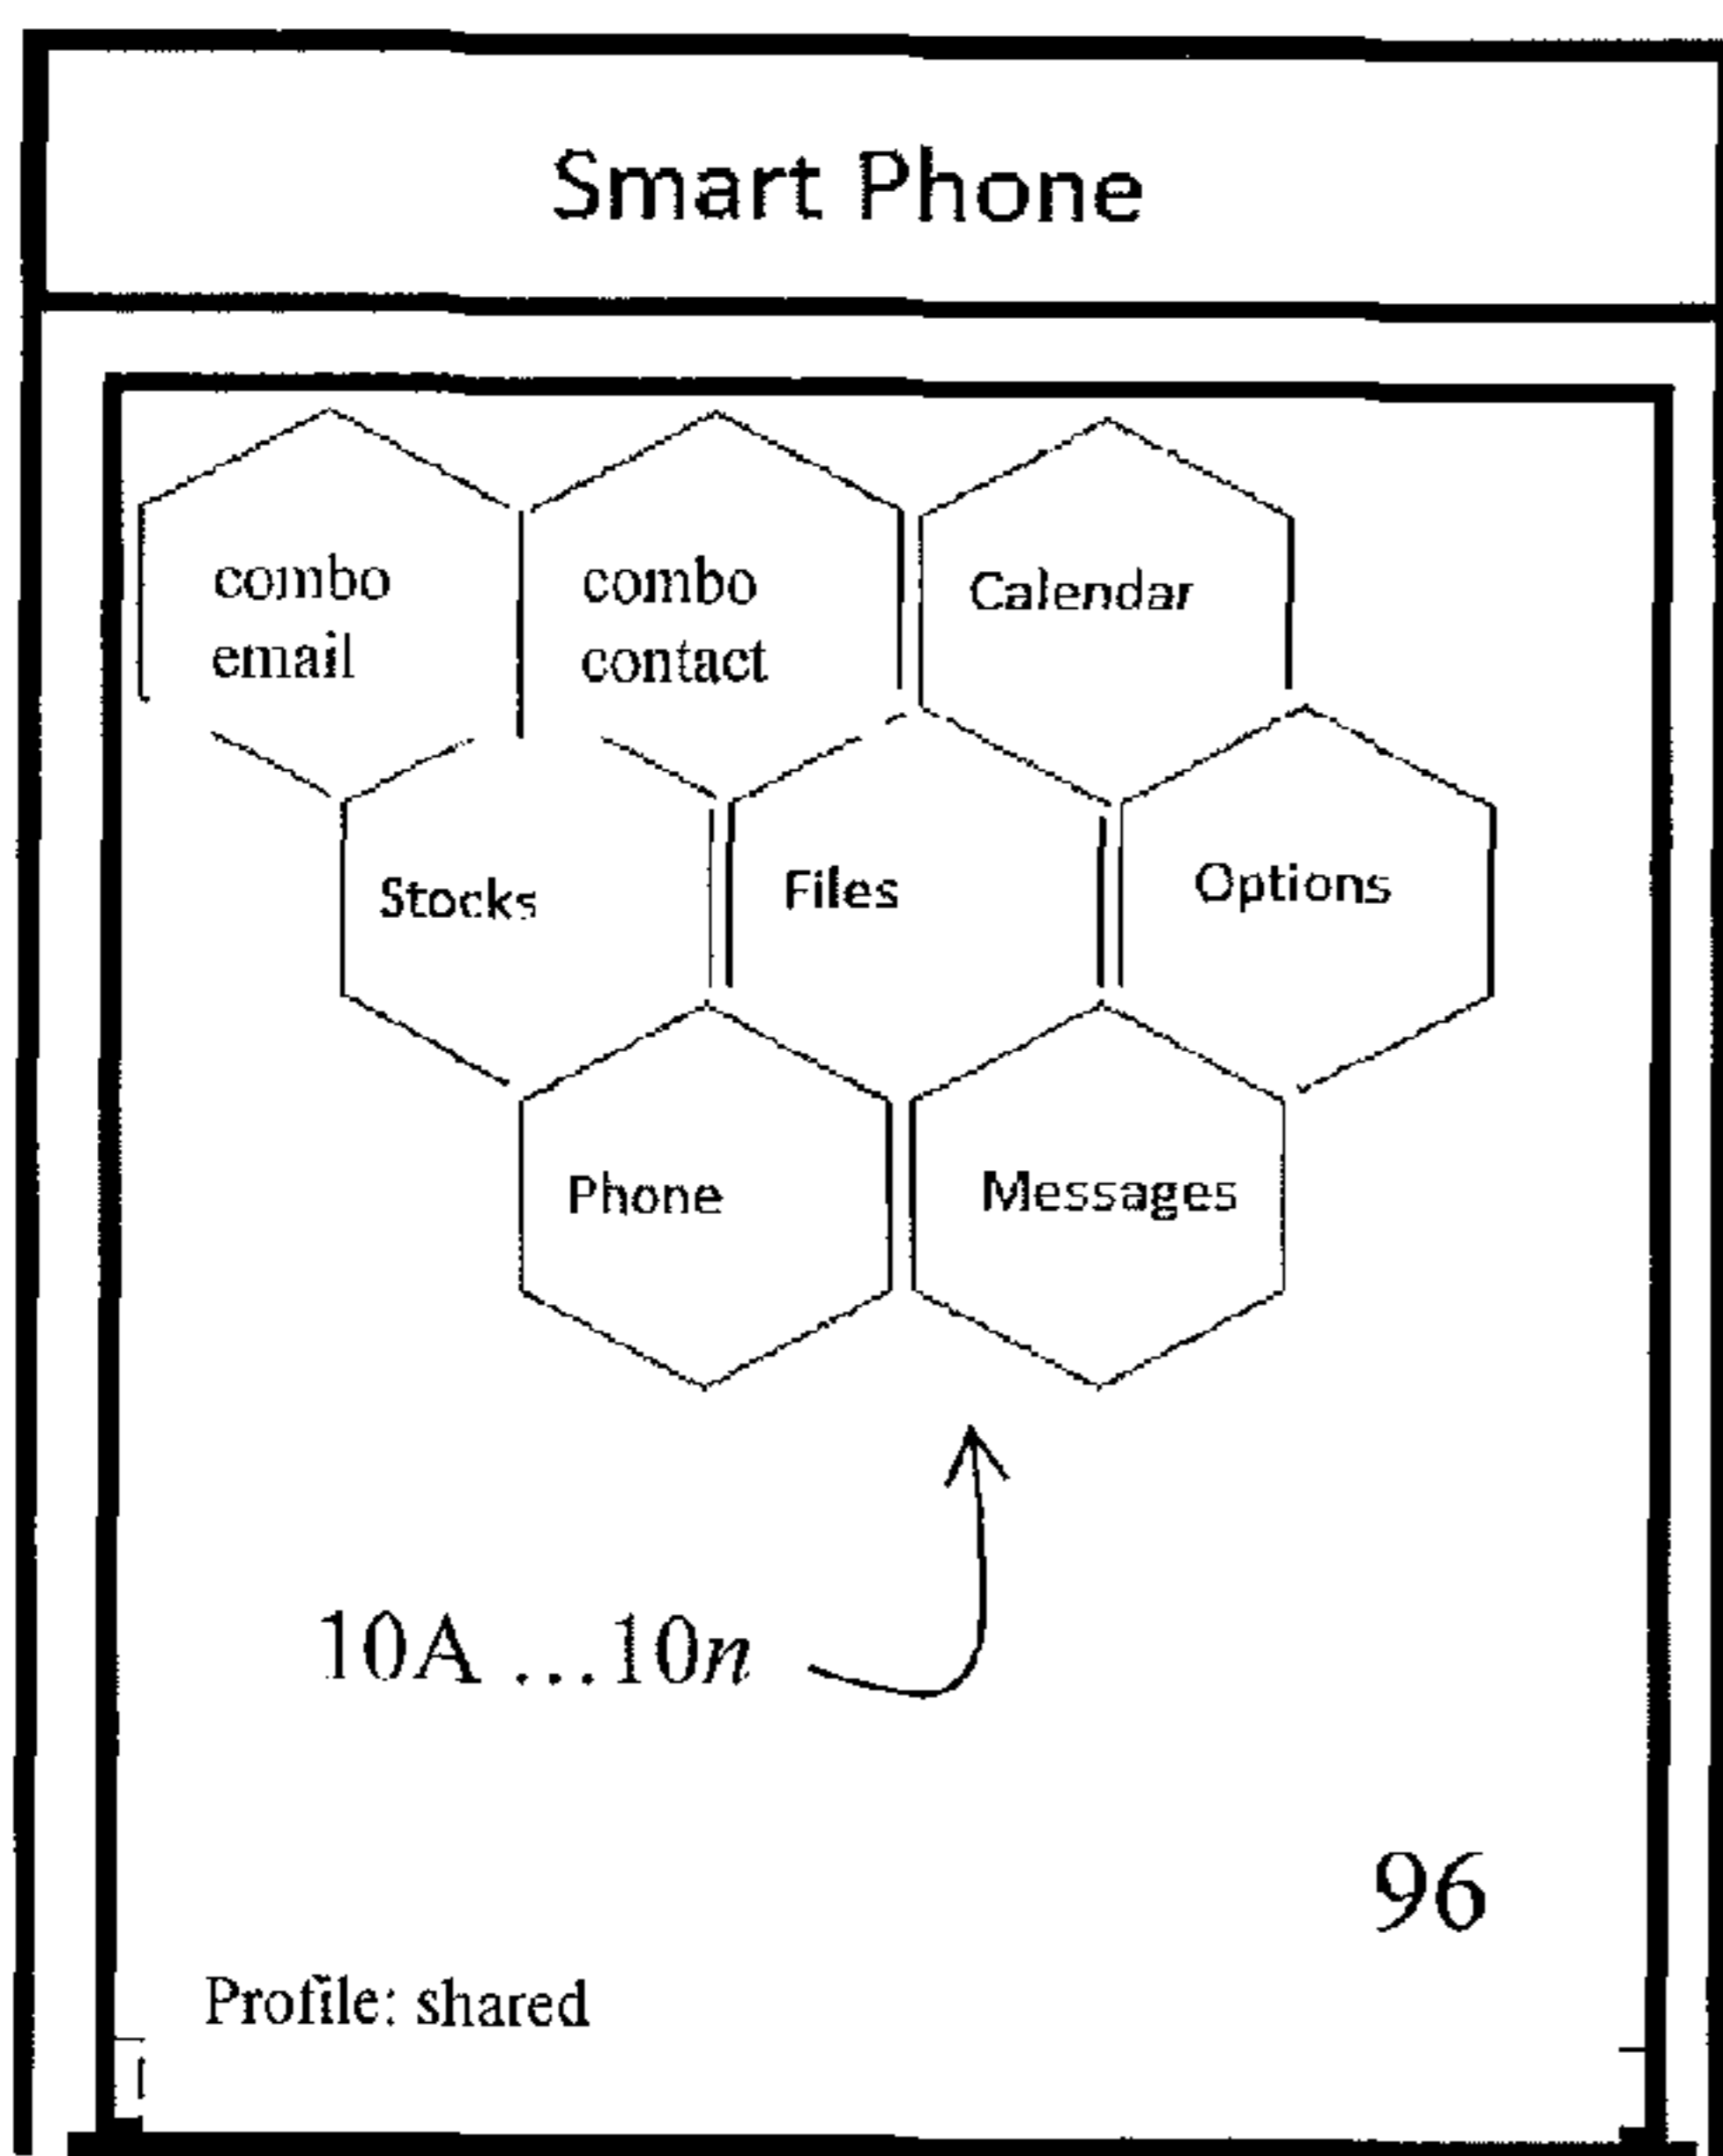 Smart Phone
combo
email
combo
contact
Calendar
Stocks
Files
Options
Phone
Messages
10A ...10n
96
Profile: shared